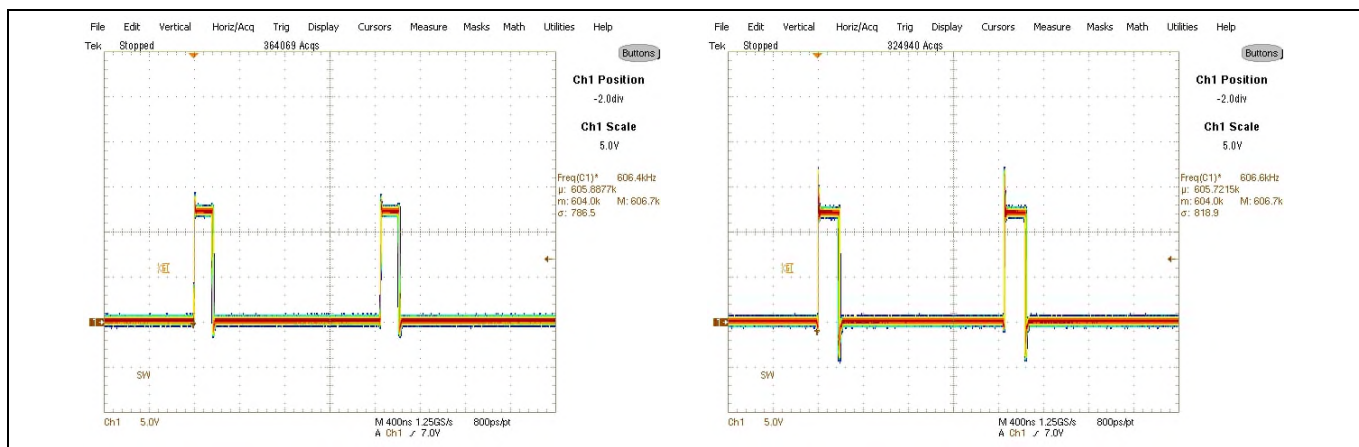 File Edit Vertical Horiz/Acq Trig Display Cursors Measure Masks Math Utilities Help
Tek Stopped 364069 Acqs
Buttons
Ch1 Position
-2.0div
Ch1 Scale
5.0V
Freq(C1)* 606.4kHz
µ: 605.8877k
m: 604.0k M: 606.7k
σ: 786.5
1
SW
Ch1 5.0V M 400ns 1.25GS/s 800ps/pt
A Ch1 ∕ 7.0V
File Edit Vertical Horiz/Acq Trig Display Cursors Measure Masks Math Utilities Help
Tek Stopped 324940 Acqs
Buttons
Ch1 Position
-2.0div
Ch1 Scale
5.0V
Freq(C1)* 606.6kHz
µ: 605.7215k
m: 604.0k M: 606.7k
σ: 818.9
1
SW
Ch1 5.0V M 400ns 1.25GS/s 800ps/pt
A Ch1 ∕ 7.0V